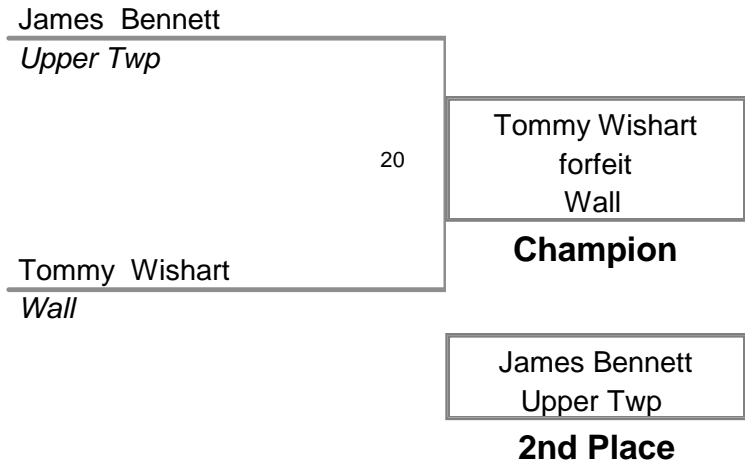 James Bennett
Upper Twp
20
Tommy Wishart
forfeit
Wall
Champion
Tommy Wishart
Wall
James Bennett
Upper Twp
2nd Place